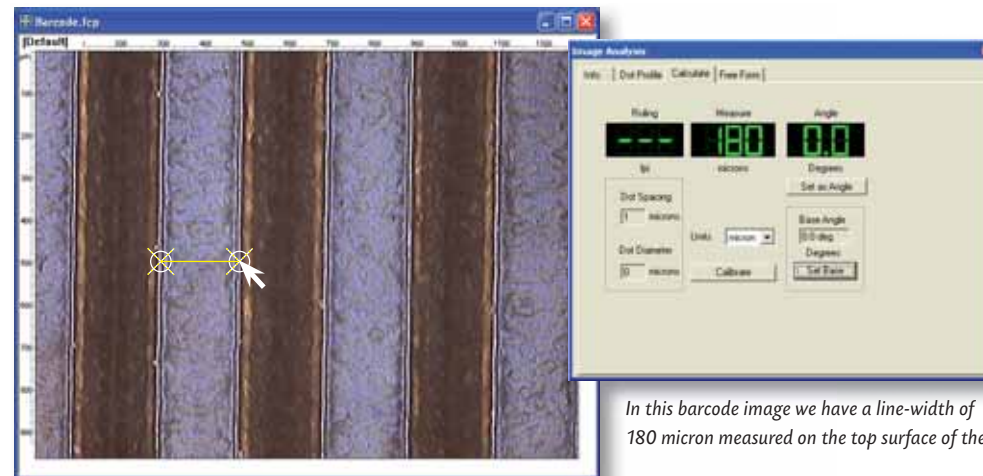 Barcode.fcp
[Default]
Image Analysis
Info Dot Profile Calculate Free Form
Ruling Measure Angle
--- 180 0.0
lpi microns Degrees
Set as Angle
Dot Spacing
1 microns
Base Angle
Units micron 0.0 deg
Degrees
Dot Diameter
0 microns Calibrate Set Base
In this barcode image we have a line-width of
180 micron measured on the top surface of the